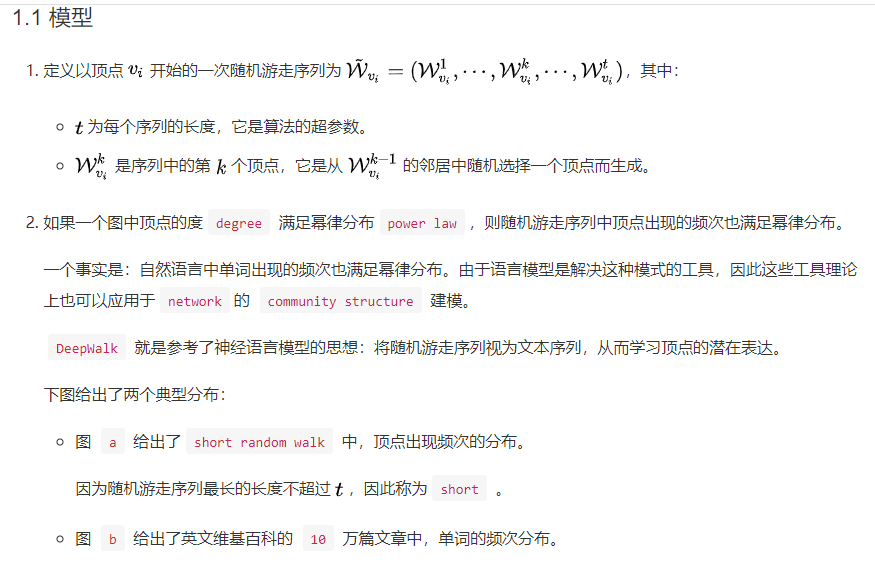 1.1 模型
1. 定义以顶点 $v_i$ 开始的一次随机游走序列为 $\tilde{\mathcal{W}}_{v_i} = (\mathcal{W}_{v_i}^1, \cdots, \mathcal{W}_{v_i}^k, \cdots, \mathcal{W}_{v_i}^t)$，其中：
$t$ 为每个序列的长度，它是算法的超参数。
$\mathcal{W}_{v_i}^k$ 是序列中的第 $k$ 个顶点，它是从 $\mathcal{W}_{v_i}^{k-1}$ 的邻居中随机选择一个顶点而生成。
2. 如果一个图中顶点的度 degree 满足幂律分布 power law ，则随机游走序列中顶点出现的频次也满足幂律分布。
一个事实是：自然语言中单词出现的频次也满足幂律分布。由于语言模型是解决这种模式的工具，因此这些工具理论
上也可以应用于 network 的 community structure 建模。
DeepWalk 就是参考了神经语言模型的思想：将随机游走序列视为文本序列，从而学习顶点的潜在表达。
下图给出了两个典型分布：
图 a 给出了 short random walk 中，顶点出现频次的分布。
因为随机游走序列最长的长度不超过 $t$ ，因此称为 short 。
图 b 给出了英文维基百科的 10 万篇文章中，单词的频次分布。